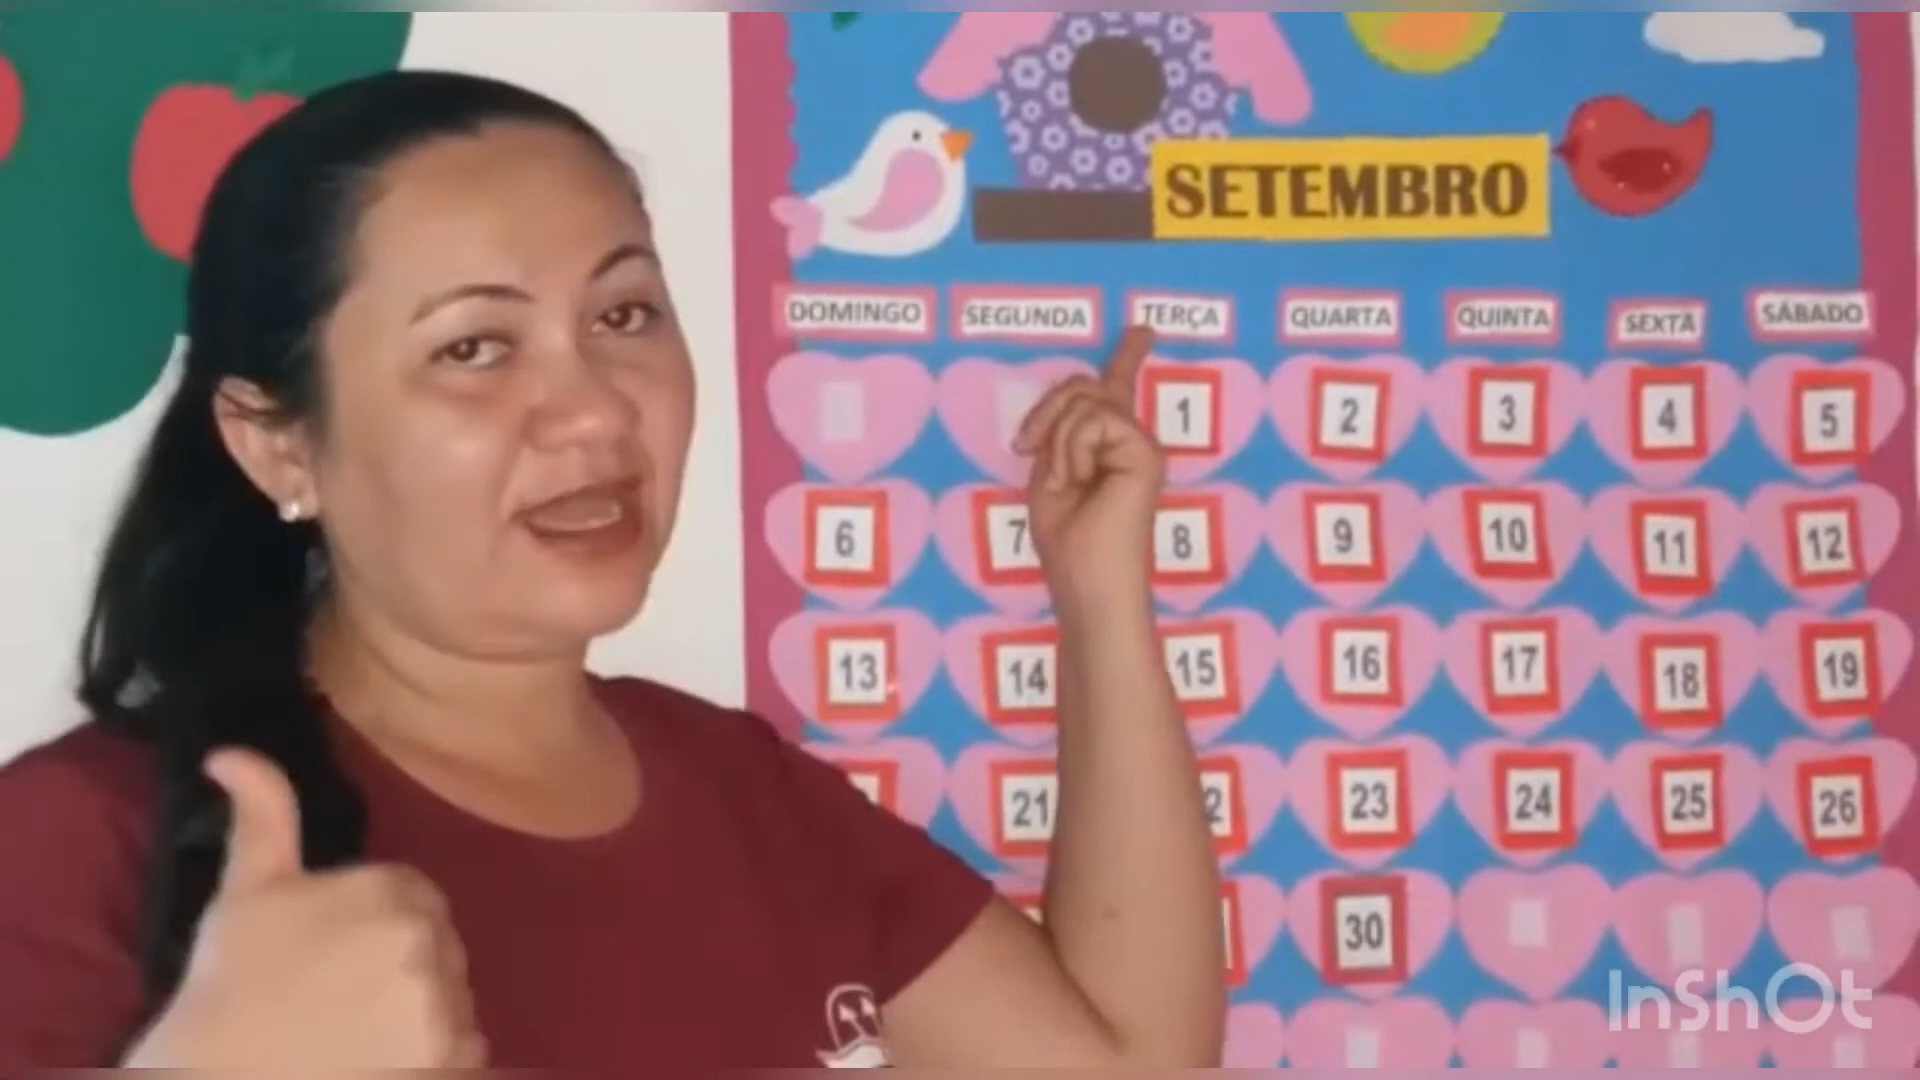 SETEMBRO
DOMINGO SEGUNDA TERÇA QUARTA QUINTA SEXTA SÁBADO
1 2 3 4 5
6 7 8 9 10 11 12
13 14 15 16 17 18 19
21 23 24 25 26
30
InShOt